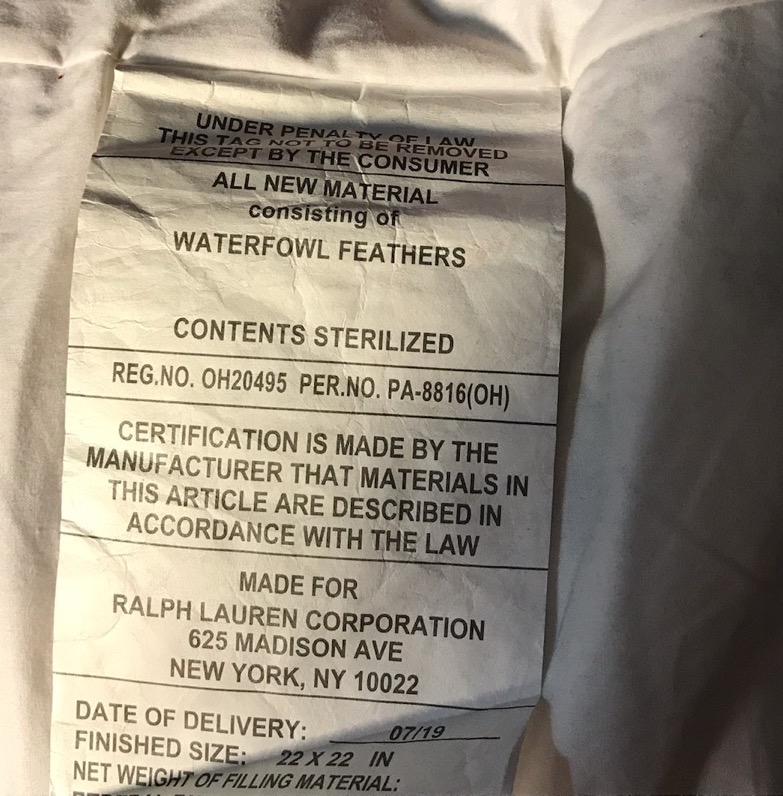 UNDER PENALTY OF LAW
THIS TAG NOT TO BE REMOVED
EXCEPT BY THE CONSUMER
ALL NEW MATERIAL
consisting of
WATERFOWL FEATHERS
CONTENTS STERILIZED
REG.NO. OH20495 PER.NO. PA-8816(OH)
CERTIFICATION IS MADE BY THE
MANUFACTURER THAT MATERIALS IN
THIS ARTICLE ARE DESCRIBED IN
ACCORDANCE WITH THE LAW
MADE FOR
RALPH LAUREN CORPORATION
625 MADISON AVE
NEW YORK, NY 10022
DATE OF DELIVERY: 07/19
FINISHED SIZE: 22 X 22 IN
NET WEIGHT OF FILLING MATERIAL: